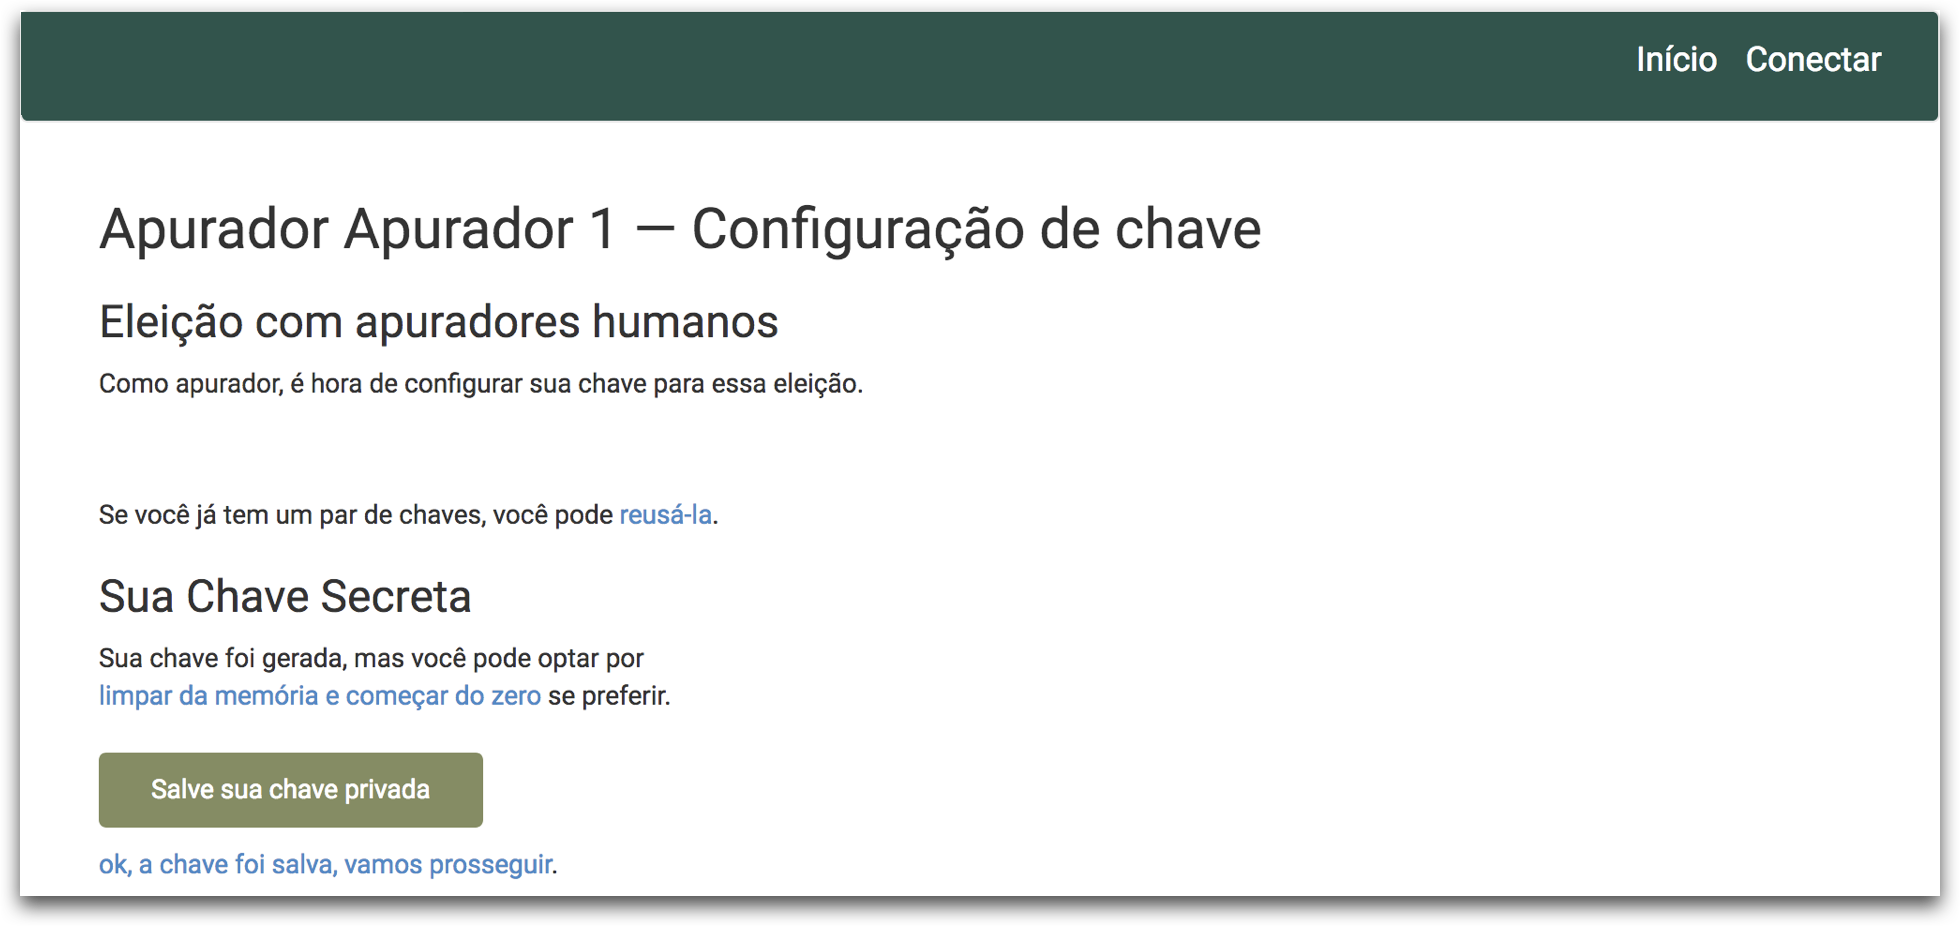 Início Conectar
Apurador Apurador 1 — Configuração de chave
Eleição com apuradores humanos
Como apurador, é hora de configurar sua chave para essa eleição.
Se você já tem um par de chaves, você pode reusá-la.
Sua Chave Secreta
Sua chave foi gerada, mas você pode optar por
limpar da memória e começar do zero se preferir.
Salve sua chave privada
ok, a chave foi salva, vamos prosseguir.